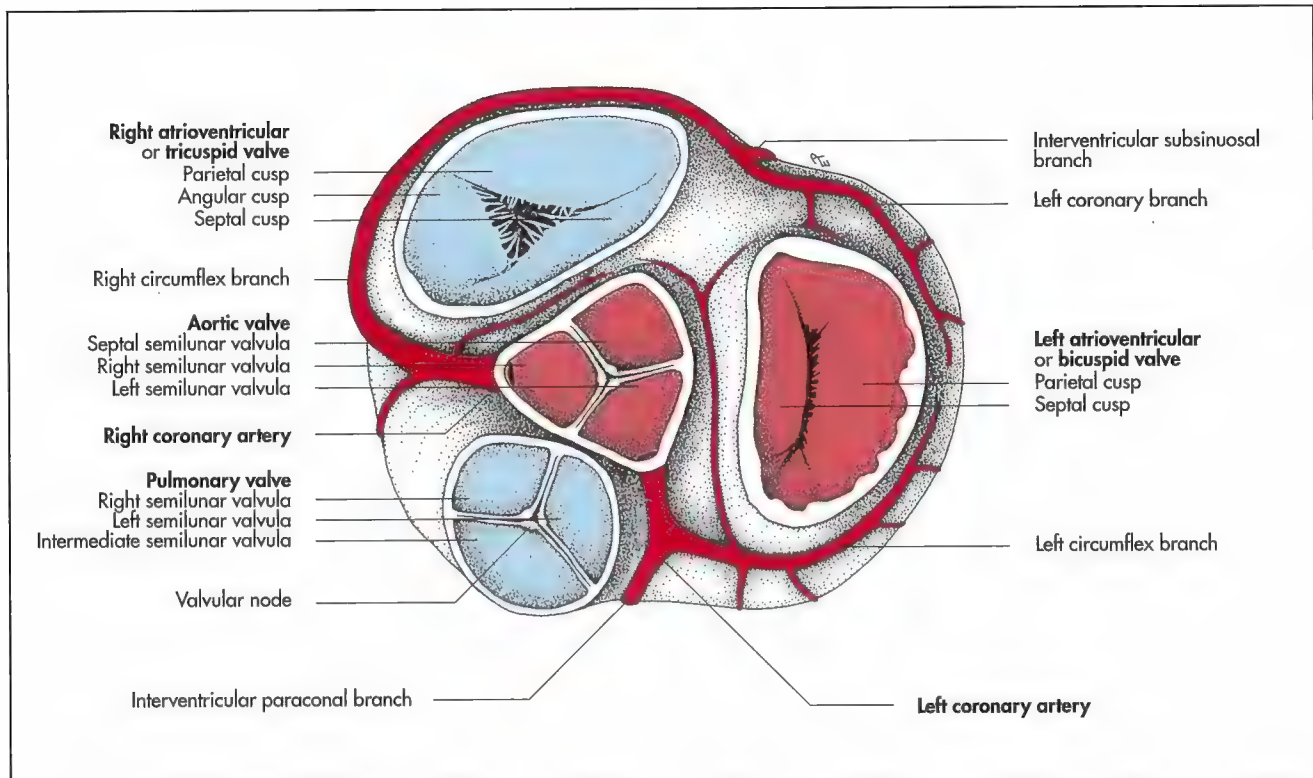 Right atrioventricular
or tricuspid valve
Parietal cusp
Angular cusp
Septal cusp
Right circumflex branch
Aortic valve
Septal semilunar valvula
Right semilunar valvula
Left semilunar valvula
Right coronary artery
Pulmonary valve
Right semilunar valvula
Left semilunar valvula
Intermediate semilunar valvula
Valvular node
Interventricular paraconal branch
Interventricular subsinuosal
branch
Left coronary branch
Left atrioventricular
or bicuspid valve
Parietal cusp
Septal cusp
Left circumflex branch
Left coronary artery